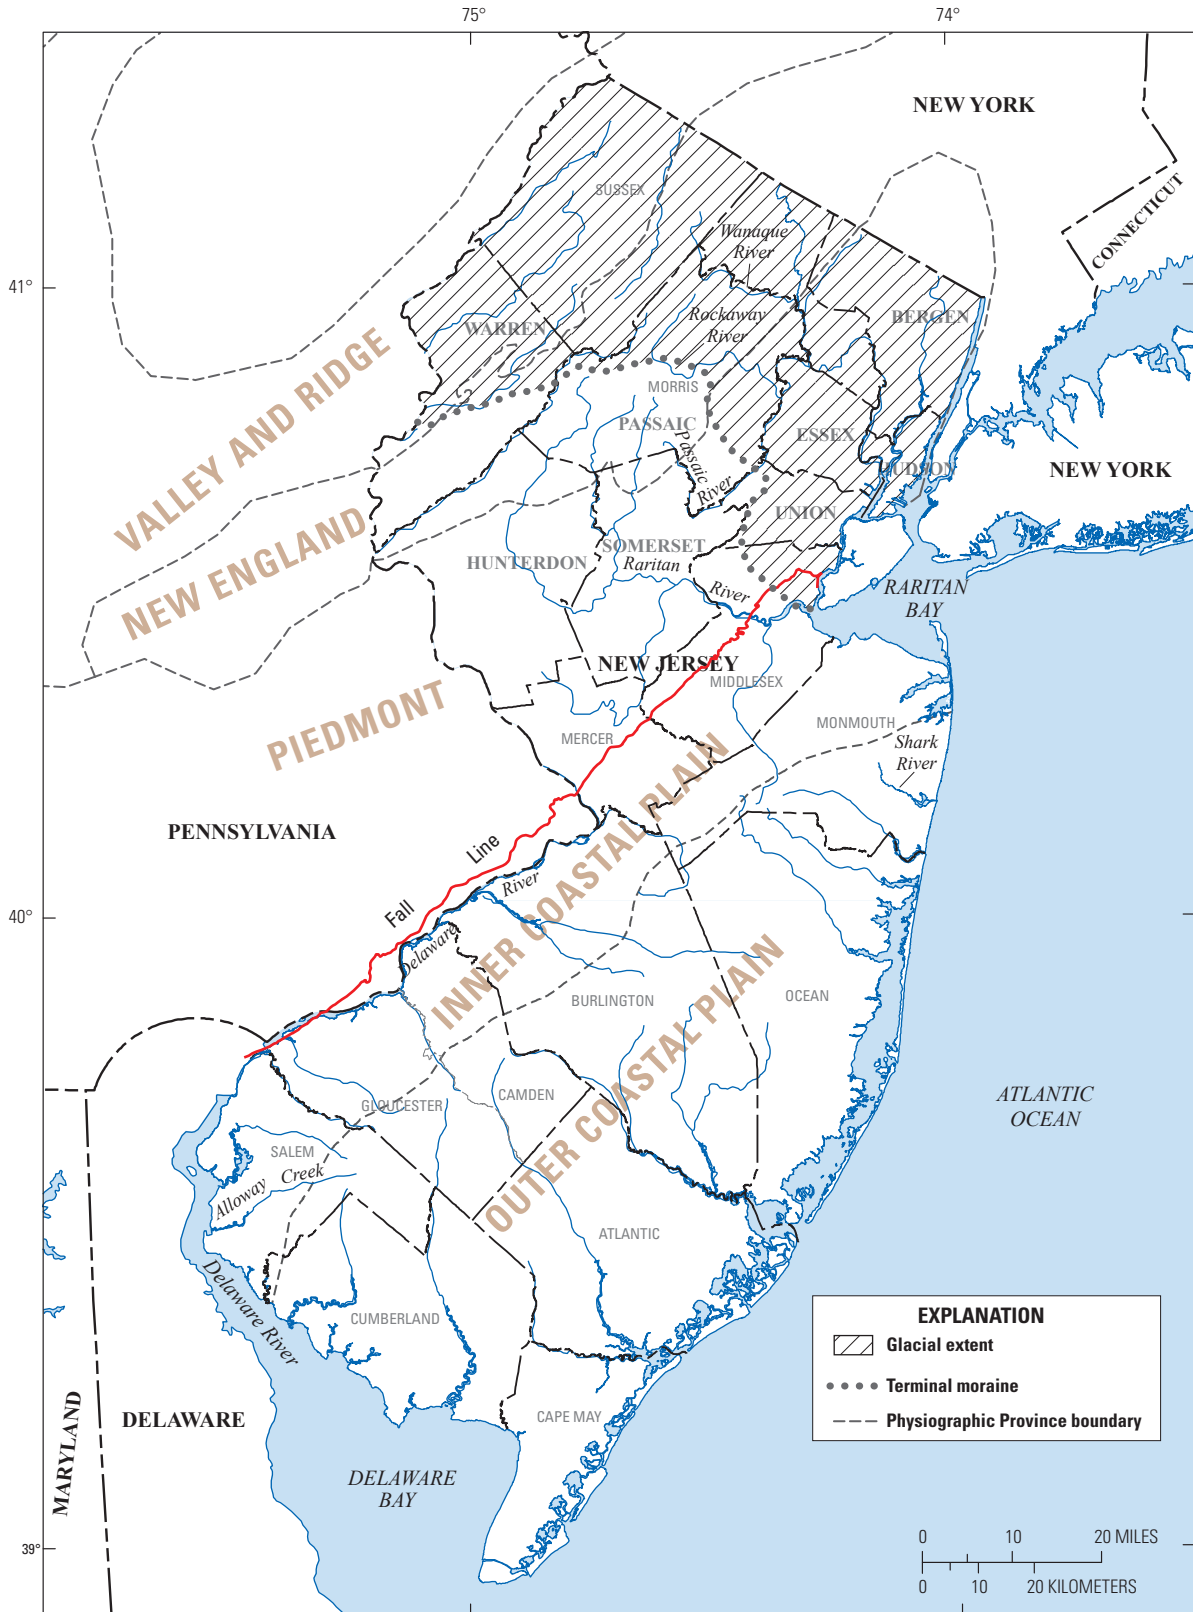 75°
74°
NEW YORK
CONNECTICUT
SUSSEX
Wanaque
River
41°
WARREN
Rockaway
River
BERGEN
VALLEY AND RIDGE
MORRIS
PASSAIC
ESSEX
Passaic
River
HUDSON
NEW YORK
NEW ENGLAND
UNION
HUNTERDON
SOMERSET
Raritan
River
RARITAN
BAY
NEW JERSEY
MIDDLESEX
PIEDMONT
MONMOUTH
MERCER
Shark
River
PENNSYLVANIA
Fall Line
River
INNER COASTAL PLAIN
40°
Delaware
OUTER COASTAL PLAIN
BURLINGTON
OCEAN
GLOUCESTER
CAMDEN
ATLANTIC
OCEAN
SALEM
Alloway Creek
ATLANTIC
Delaware River
CUMBERLAND
CAPE MAY
DELAWARE
MARYLAND
DELAWARE
BAY
EXPLANATION
Glacial extent
Terminal moraine
Physiographic Province boundary
39°
0 10 20 MILES
0 10 20 KILOMETERS